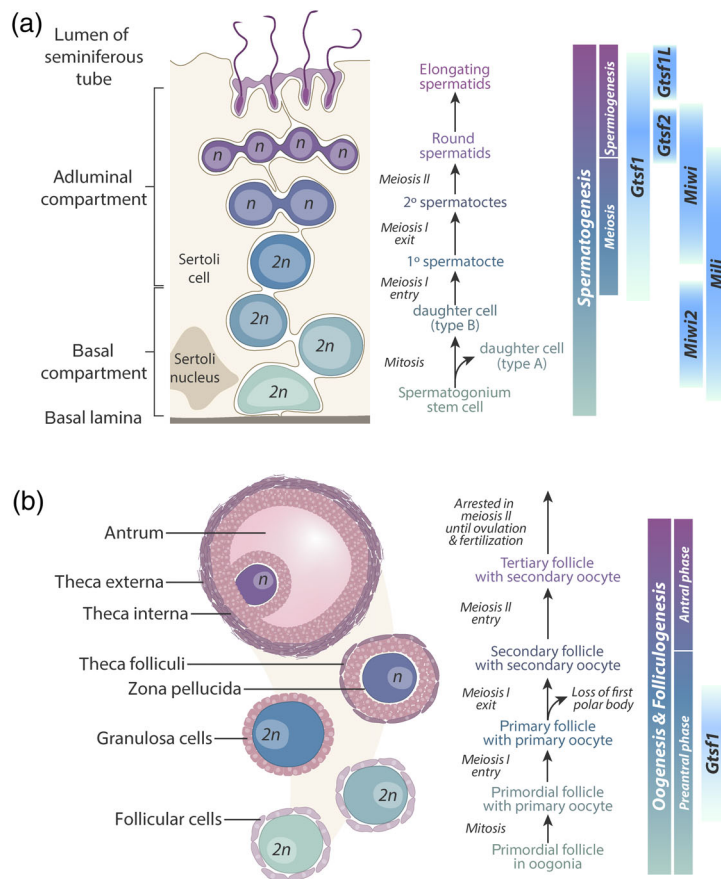 (a)
Lumen of
seminiferous
tube
Adluminal
compartment
Sertoli
cell
Basal
compartment
Sertoli
nucleus
Basal lamina
n
n
n
n
n
n
2n
2n
2n
2n
Elongating
spermatids
Round
spermatids
Meiosis II
2º spermatoctes
Meiosis I
exit
1º spermatocte
Meiosis I
entry
daughter cell
(type B)
daughter cell
(type A)
Mitosis
Spermatogonium
stem cell
Spermatogenesis
Spermiogenesis
Meiosis
Gtsf1
Gtsf1L
Gtsf2
Miwi
Miwi2
Mili
(b)
Antrum
Theca externa
Theca interna
Theca folliculi
Zona pellucida
Granulosa cells
Follicular cells
n
n
2n
2n
2n
Arrested in
meiosis II
until ovulation
& fertilization
Tertiary follicle
with secondary oocyte
Meiosis II
entry
Secondary follicle
with secondary oocyte
Meiosis I
exit
Loss of first
polar body
Primary follicle
with primary oocyte
Meiosis I
entry
Primordial follicle
with primary oocyte
Mitosis
Primordial follicle
in oogonia
Oogenesis & Folliculogenesis
Antral phase
Preantral phase
Gtsf1